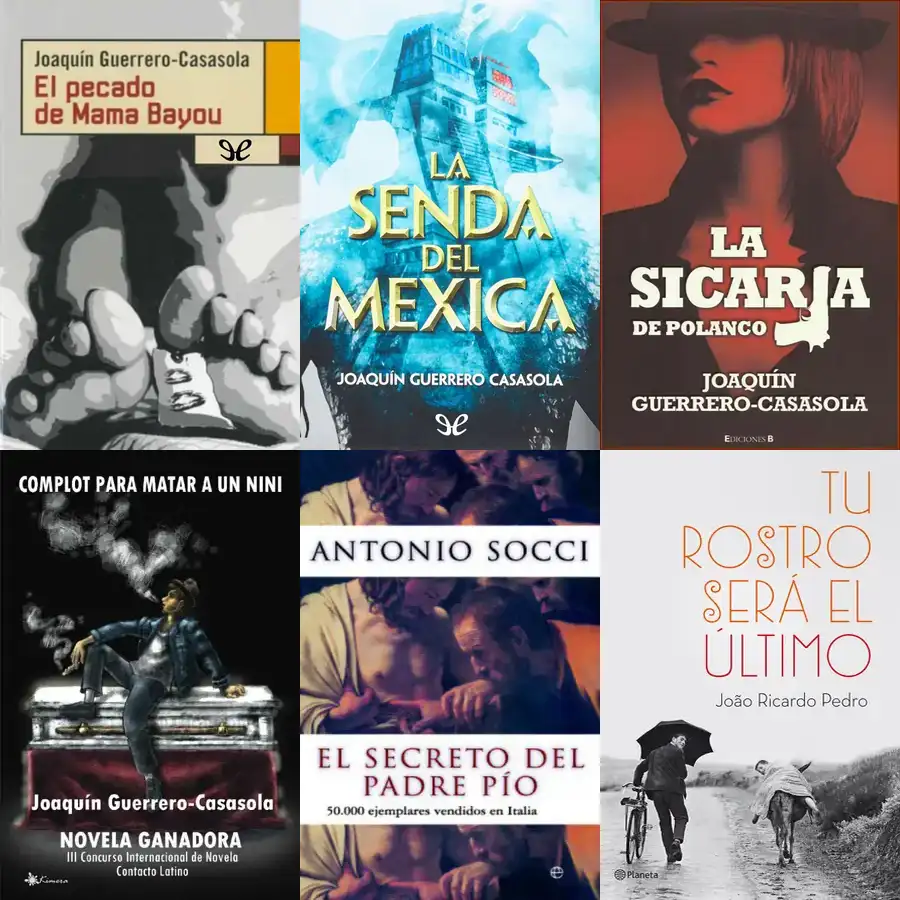 Joaquín Guerrero-Casasola
El pecado
de Mama Bayou
LA
SENDA
DEL
MEXICA
JOAQUÍN GUERRERO CASASOLA
LA
SICARIA
DE POLANCO
JOAQUÍN
GUERRERO-CASASOLA
EDICIONES B
COMPLOT PARA MATAR A UN NINI
Joaquín Guerrero-Casasola
NOVELA GANADORA
III Concurso Internacional de Novela
Contacto Latino
Kimera
ANTONIO SOCCI
EL SECRETO DEL
PADRE PÍO
50.000 ejemplares vendidos en Italia
TU
ROSTRO
SERÁ EL
ÚLTIMO
João Ricardo Pedro
Planeta